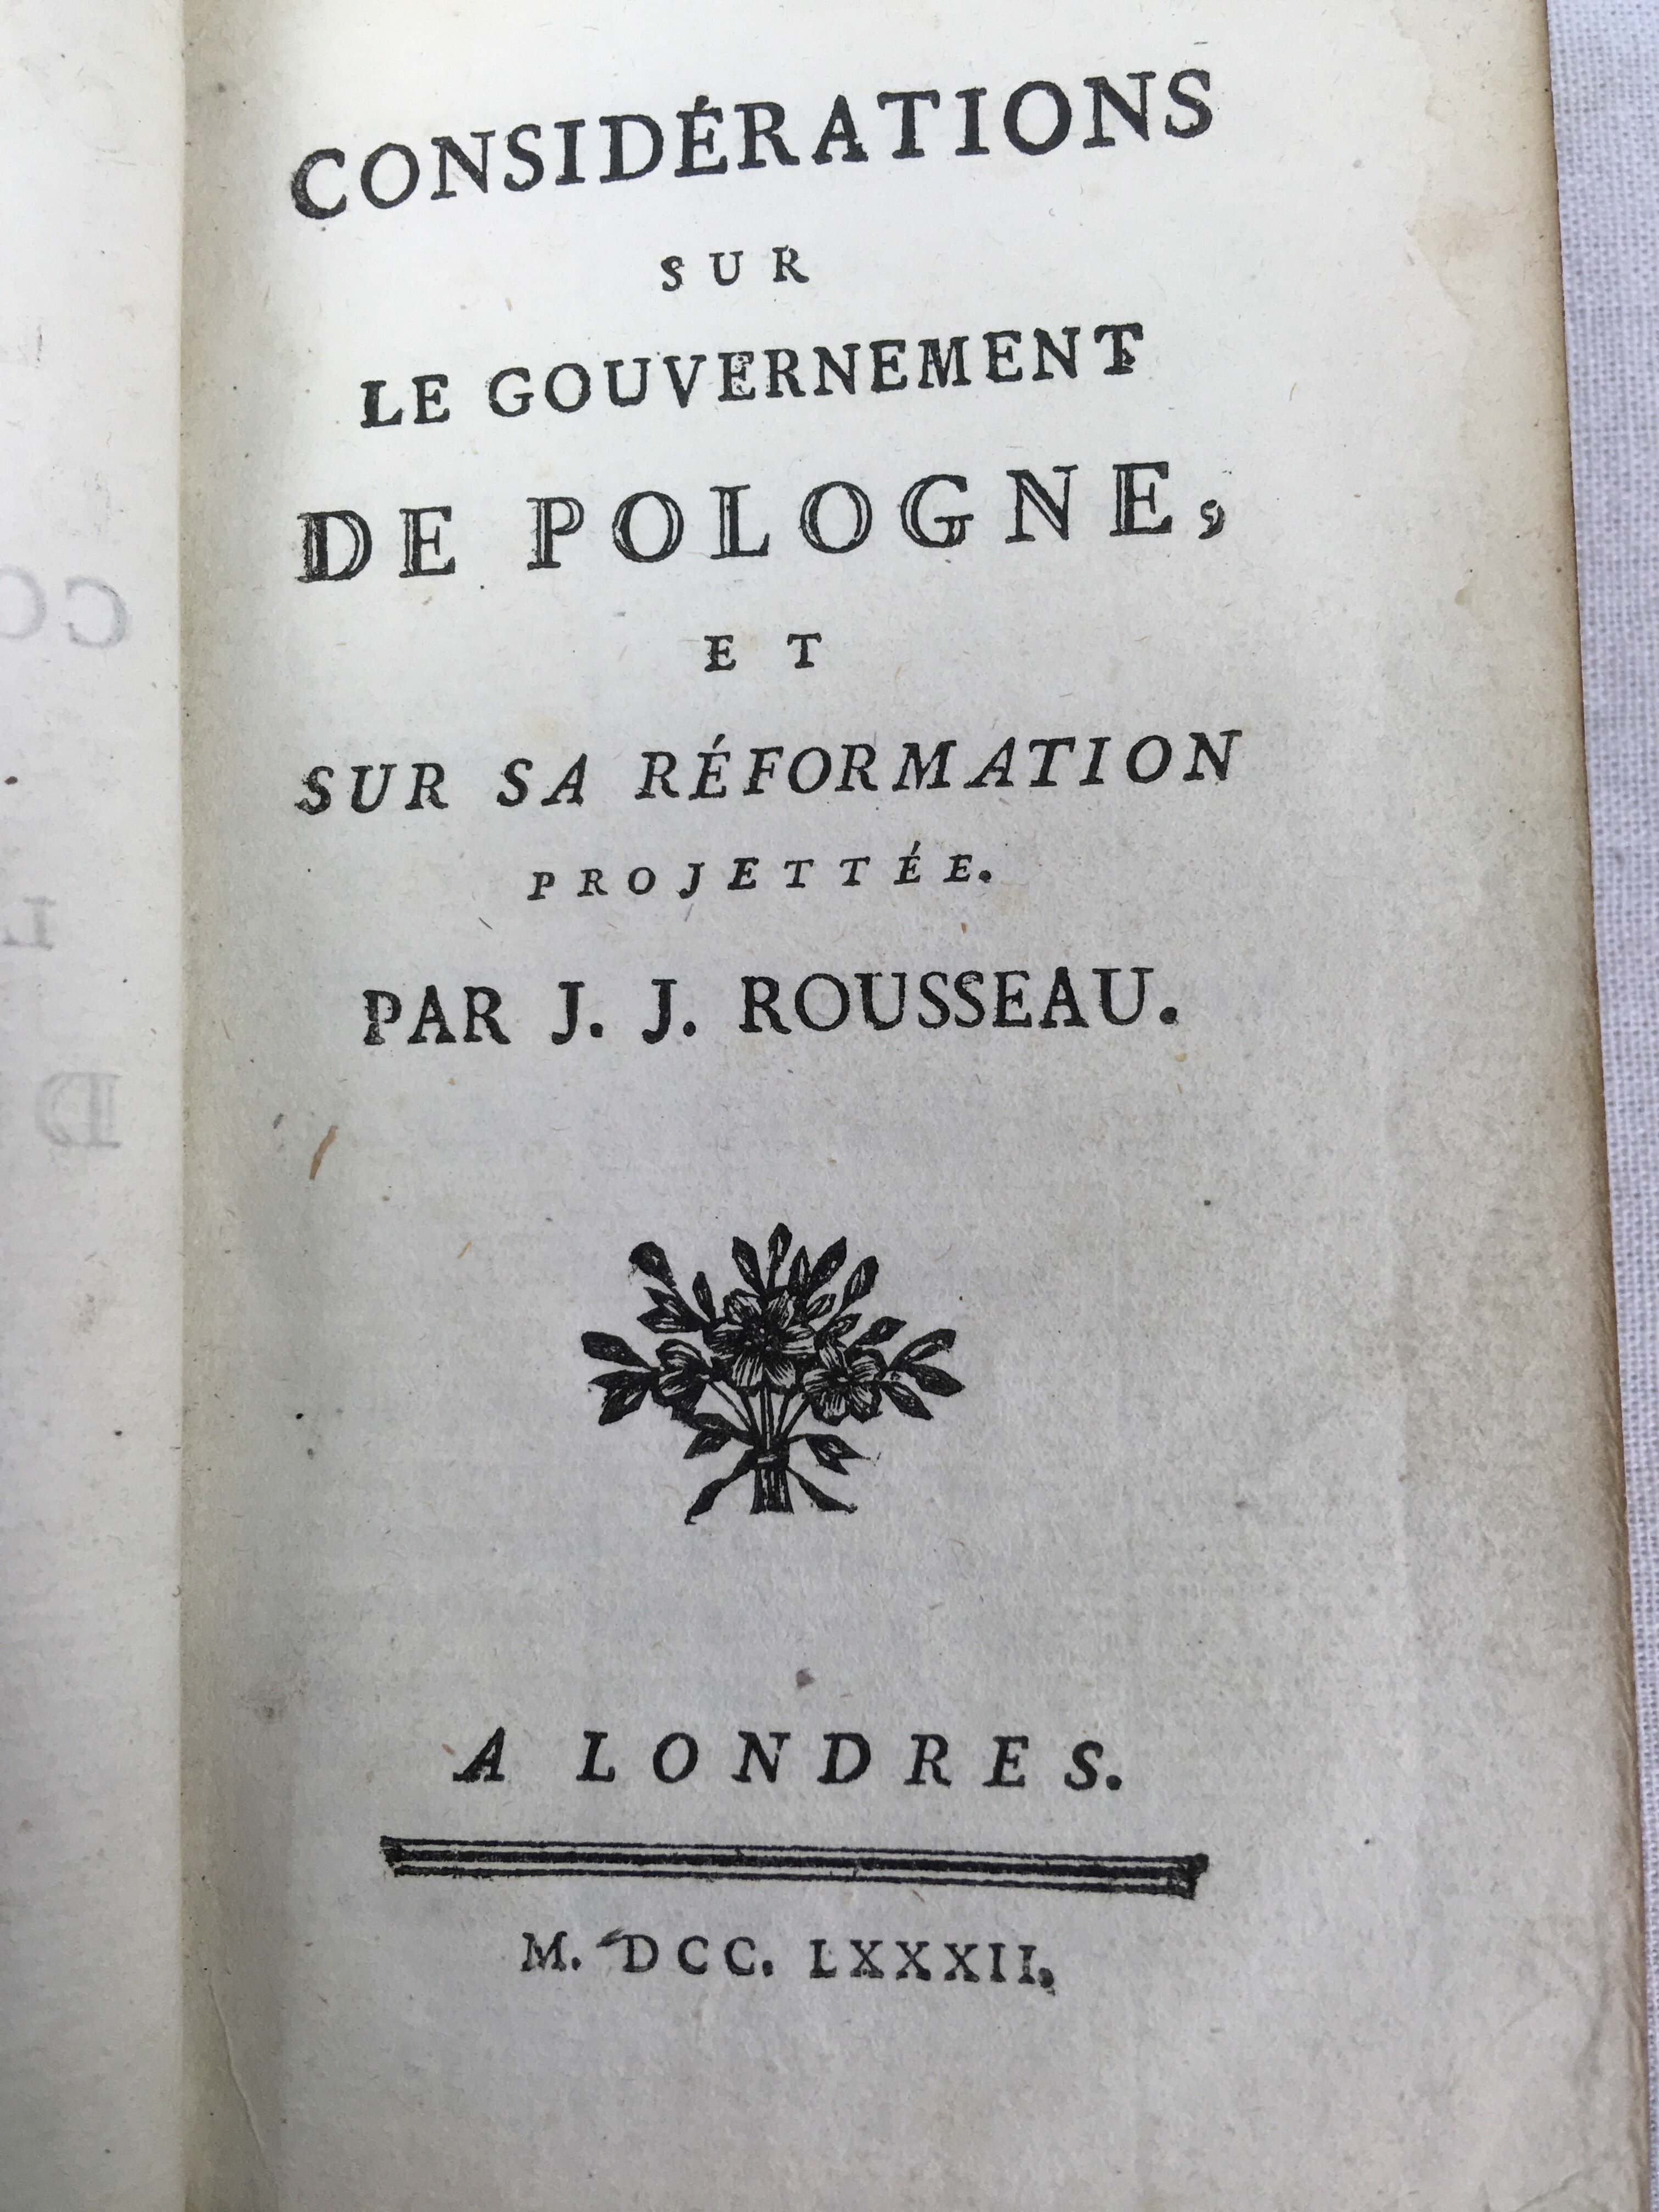 CONSIDÉRATIONS
SUR
LE GOUVERNEMENT
DE POLOGNE,
ET
SUR SA RÉFORMATION
PROJETTÉE.
PAR J. J. ROUSSEAU.
A LONDRES.
M. DCC. LXXXII.